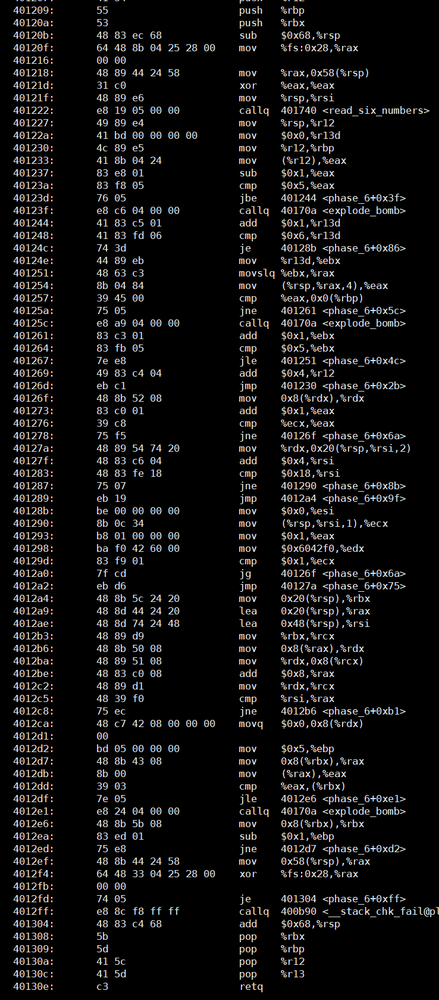 401209: 55 push %rbp
40120a: 53 push %rbx
40120b: 48 83 ec 68 sub $0x68,%rsp
40120f: 64 48 8b 04 25 28 00 mov %fs:0x28,%rax
401216: 00 00
401218: 48 89 44 24 58 mov %rax,0x58(%rsp)
40121d: 31 c0 xor %eax,%eax
40121f: 48 89 e6 mov %rsp,%rsi
401222: e8 19 05 00 00 callq 401740 <read_six_numbers>
401227: 49 89 e4 mov %rsp,%r12
40122a: 41 bd 00 00 00 00 mov $0x0,%r13d
401230: 4c 89 e5 mov %r12,%rbp
401233: 41 8b 04 24 mov (%r12),%eax
401237: 83 e8 01 sub $0x1,%eax
40123a: 83 f8 05 cmp $0x5,%eax
40123d: 76 05 jbe 401244 <phase_6+0x3f>
40123f: e8 c6 04 00 00 callq 40170a <explode_bomb>
401244: 41 83 c5 01 add $0x1,%r13d
401248: 41 83 fd 06 cmp $0x6,%r13d
40124c: 74 3d je 40128b <phase_6+0x86>
40124e: 44 89 eb mov %r13d,%ebx
401251: 48 63 c3 movslq %ebx,%rax
401254: 8b 04 84 mov (%rsp,%rax,4),%eax
401257: 39 45 00 cmp %eax,0x0(%rbp)
40125a: 75 05 jne 401261 <phase_6+0x5c>
40125c: e8 a9 04 00 00 callq 40170a <explode_bomb>
401261: 83 c3 01 add $0x1,%ebx
401264: 83 fb 05 cmp $0x5,%ebx
401267: 7e e8 jle 401251 <phase_6+0x4c>
401269: 49 83 c4 04 add $0x4,%r12
40126d: eb c1 jmp 401230 <phase_6+0x2b>
40126f: 48 8b 52 08 mov 0x8(%rdx),%rdx
401273: 83 c0 01 add $0x1,%eax
401276: 39 c8 cmp %ecx,%eax
401278: 75 f5 jne 40126f <phase_6+0x6a>
40127a: 48 89 54 74 20 mov %rdx,0x20(%rsp,%rsi,2)
40127f: 48 83 c6 04 add $0x4,%rsi
401283: 48 83 fe 18 cmp $0x18,%rsi
401287: 75 07 jne 401290 <phase_6+0x8b>
401289: eb 19 jmp 4012a4 <phase_6+0x9f>
40128b: be 00 00 00 00 mov $0x0,%esi
401290: 8b 0c 34 mov (%rsp,%rsi,1),%ecx
401293: b8 01 00 00 00 mov $0x1,%eax
401298: ba f0 42 60 00 mov $0x6042f0,%edx
40129d: 83 f9 01 cmp $0x1,%ecx
4012a0: 7f cd jg 40126f <phase_6+0x6a>
4012a2: eb d6 jmp 40127a <phase_6+0x75>
4012a4: 48 8b 5c 24 20 mov 0x20(%rsp),%rbx
4012a9: 48 8d 44 24 20 lea 0x20(%rsp),%rax
4012ae: 48 8d 74 24 48 lea 0x48(%rsp),%rsi
4012b3: 48 89 d9 mov %rbx,%rcx
4012b6: 48 8b 50 08 mov 0x8(%rax),%rdx
4012ba: 48 89 51 08 mov %rdx,0x8(%rcx)
4012be: 48 83 c0 08 add $0x8,%rax
4012c2: 48 89 d1 mov %rdx,%rcx
4012c5: 48 39 f0 cmp %rsi,%rax
4012c8: 75 ec jne 4012b6 <phase_6+0xb1>
4012ca: 48 c7 42 08 00 00 00 movq $0x0,0x8(%rdx)
4012d1: 00
4012d2: bd 05 00 00 00 mov $0x5,%ebp
4012d7: 48 8b 43 08 mov 0x8(%rbx),%rax
4012db: 8b 00 mov (%rax),%eax
4012dd: 39 03 cmp %eax,(%rbx)
4012df: 7e 05 jle 4012e6 <phase_6+0xe1>
4012e1: e8 24 04 00 00 callq 40170a <explode_bomb>
4012e6: 48 8b 5b 08 mov 0x8(%rbx),%rbx
4012ea: 83 ed 01 sub $0x1,%ebp
4012ed: 75 e8 jne 4012d7 <phase_6+0xd2>
4012ef: 48 8b 44 24 58 mov 0x58(%rsp),%rax
4012f4: 64 48 33 04 25 28 00 xor %fs:0x28,%rax
4012fb: 00 00
4012fd: 74 05 je 401304 <phase_6+0xff>
4012ff: e8 8c f8 ff ff callq 400b90 <__stack_chk_fail@pl
401304: 48 83 c4 68 add $0x68,%rsp
401308: 5b pop %rbx
401309: 5d pop %rbp
40130a: 41 5c pop %r12
40130c: 41 5d pop %r13
40130e: c3 retq